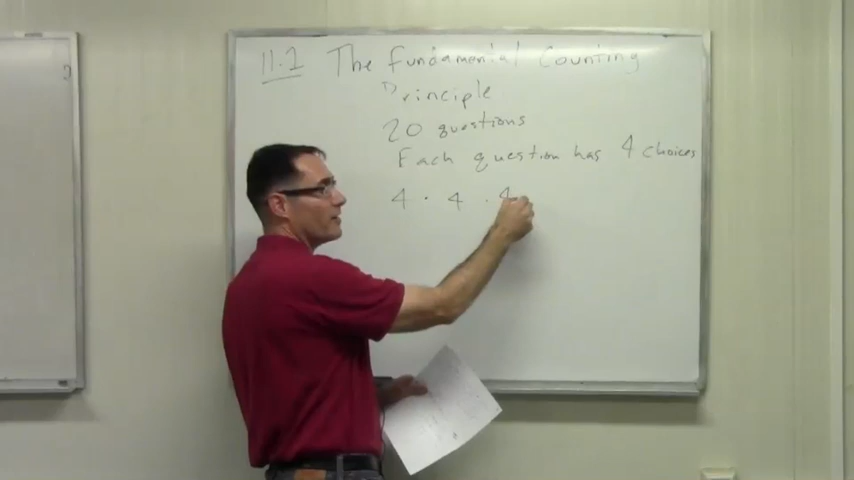 11.1 The Fundamental Counting
Principle
20 questions
Each question has 4 choices
4 · 4 · 4